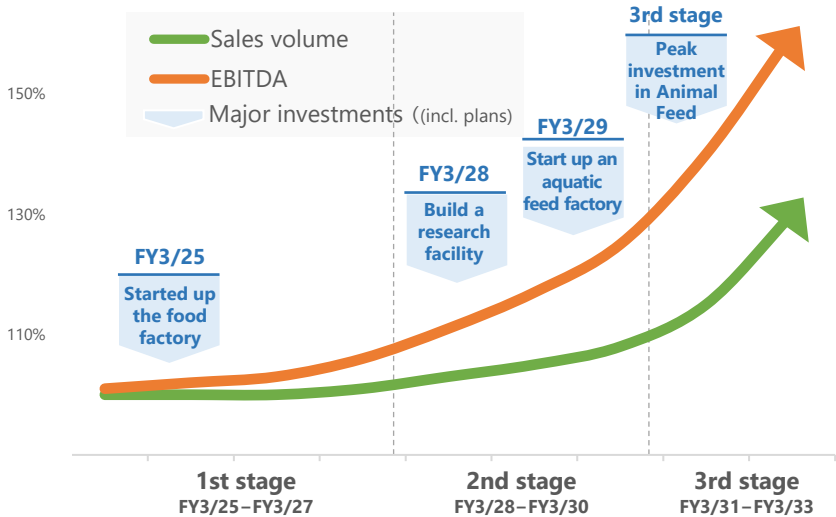 3rd stage
Sales volume
EBITDA
Major investments ((incl. plans)
Peak
investment
in Animal
Feed
150%
FY3/29
Start up an
aquatic
feed factory
FY3/28
Build a
research
facility
130%
FY3/25
Started up
the food
factory
110%
1st stage
FY3/25–FY3/27
2nd stage
FY3/28–FY3/30
3rd stage
FY3/31–FY3/33